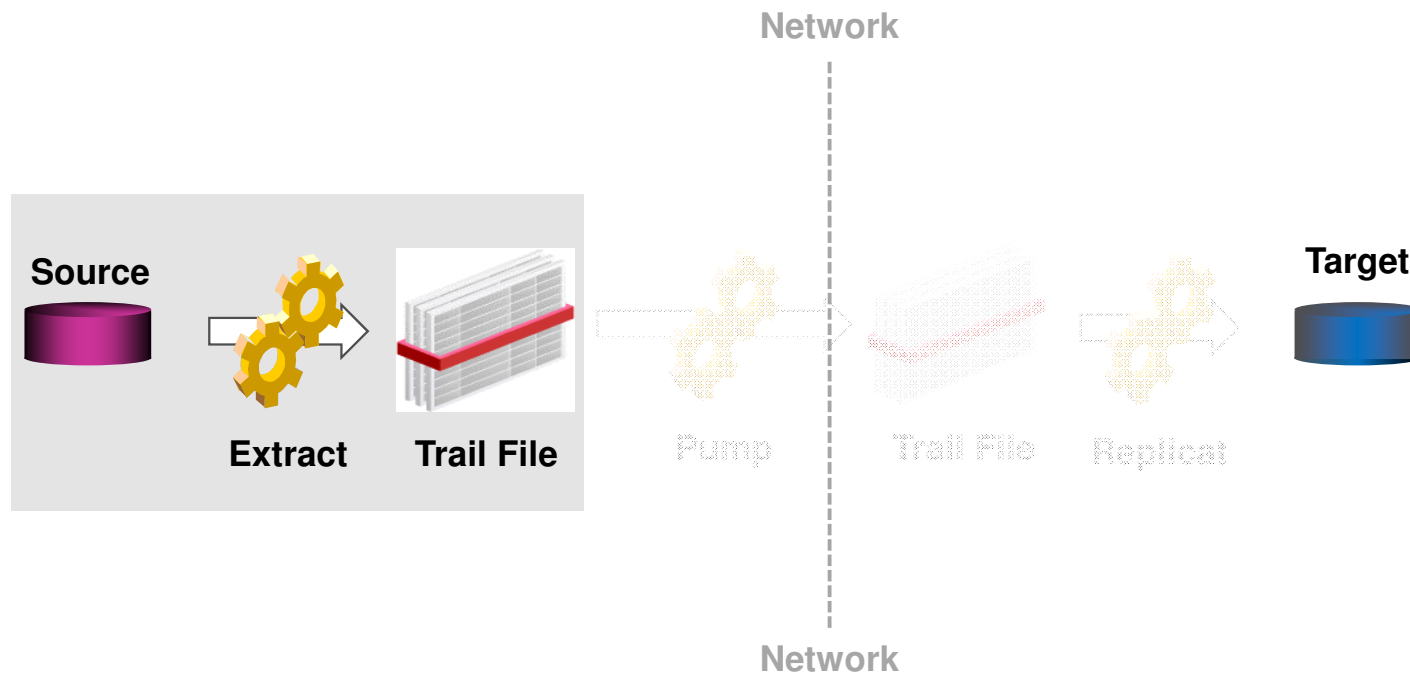 Network
Source
Target
Extract
Trail File
Pump
Trail File
Replicat
Network